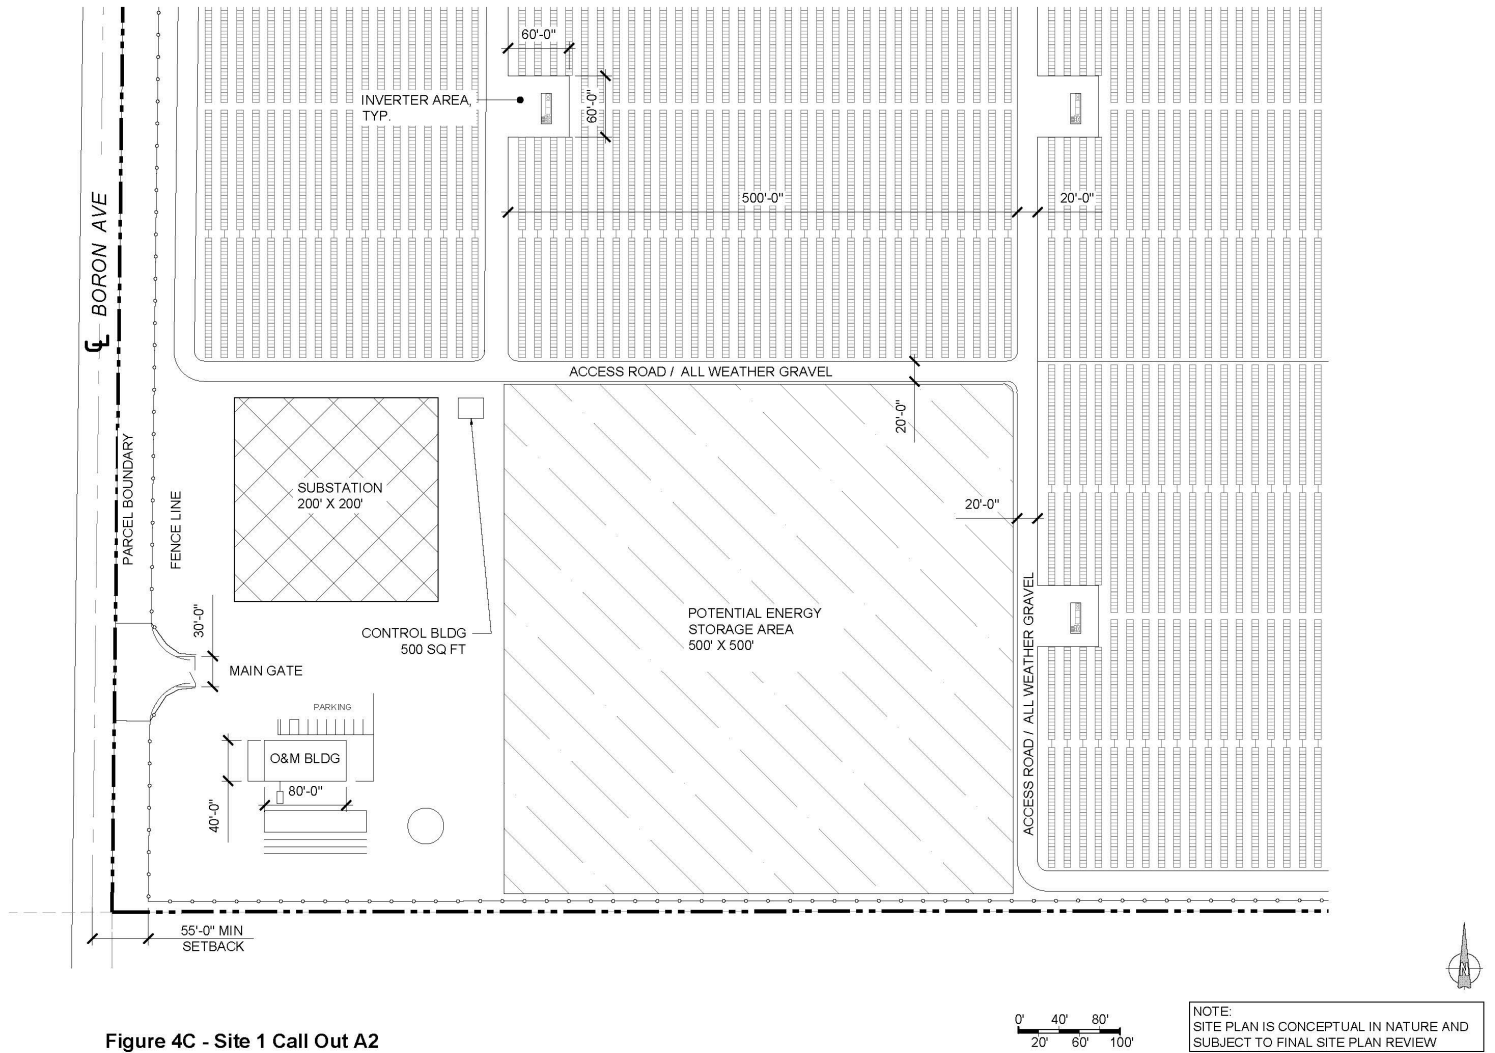 60'-0"
INVERTER AREA,
TYP.
60'-0"
500'-0"
20'-0"
BORON AVE
CL
ACCESS ROAD / ALL WEATHER GRAVEL
20'-0"
PARCEL BOUNDARY
FENCE LINE
SUBSTATION
200' X 200'
20'-0"
30'-0"
CONTROL BLDG
500 SQ FT
POTENTIAL ENERGY
STORAGE AREA
500' X 500'
MAIN GATE
ACCESS ROAD / ALL WEATHER GRAVEL
PARKING
O&M BLDG
80'-0"
40'-0"
55'-0" MIN
SETBACK
N
Figure 4C - Site 1 Call Out A2
0' 40' 80'
20' 60' 100'
NOTE:
SITE PLAN IS CONCEPTUAL IN NATURE AND
SUBJECT TO FINAL SITE PLAN REVIEW